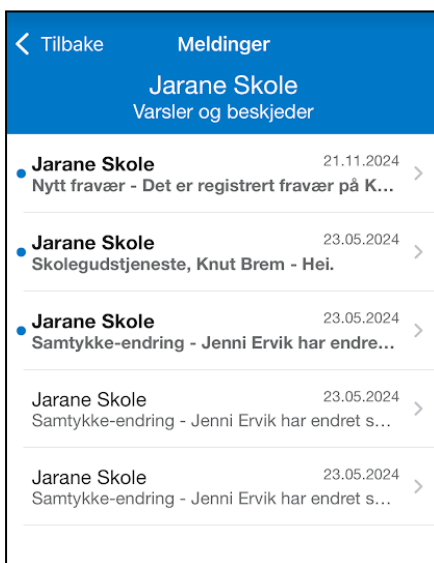 Tilbake Meldinger
Jarane Skole
Varsler og beskjeder
Jarane Skole 21.11.2024
Nytt fravær - Det er registrert fravær på K...
Jarane Skole 23.05.2024
Skolegudstjeneste, Knut Brem - Hei.
Jarane Skole 23.05.2024
Samtykke-endring - Jenni Ervik har endre...
Jarane Skole 23.05.2024
Samtykke-endring - Jenni Ervik har endret s...
Jarane Skole 23.05.2024
Samtykke-endring - Jenni Ervik har endret s...